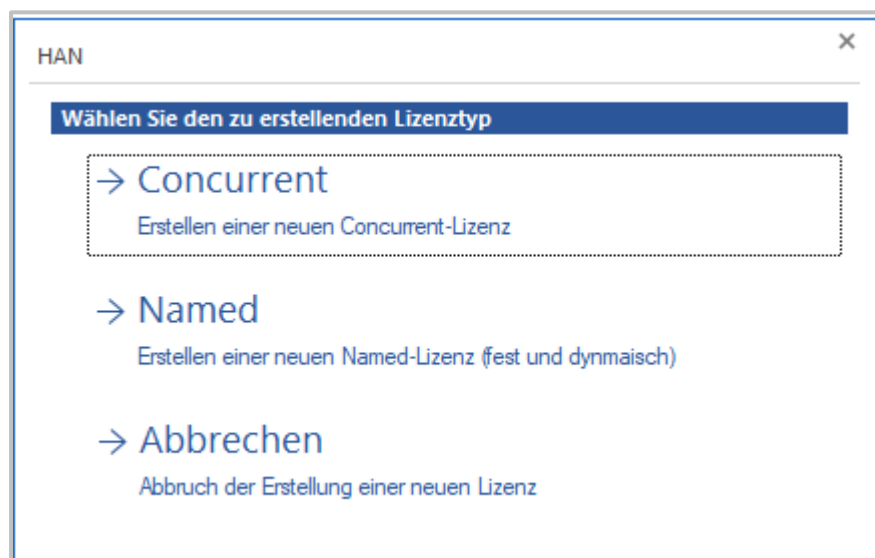 HAN
Wählen Sie den zu erstellenden Lizenztyp
Concurrent
Erstellen einer neuen Concurrent-Lizenz
Named
Erstellen einer neuen Named-Lizenz (fest und dynmaisch)
Abbrechen
Abbruch der Erstellung einer neuen Lizenz